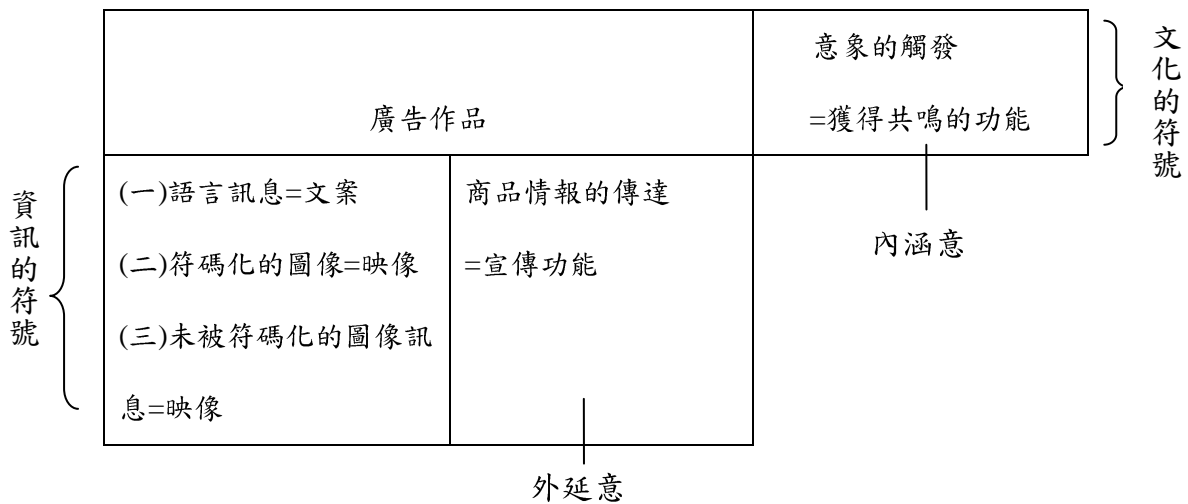 意象的觸發
廣告作品
=獲得共鳴的功能
文化的符號
資訊的符號
(一)語言訊息=文案
(二)符碼化的圖像=映像
(三)未被符碼化的圖像訊
息=映像
商品情報的傳達
=宣傳功能
內涵意
外延意